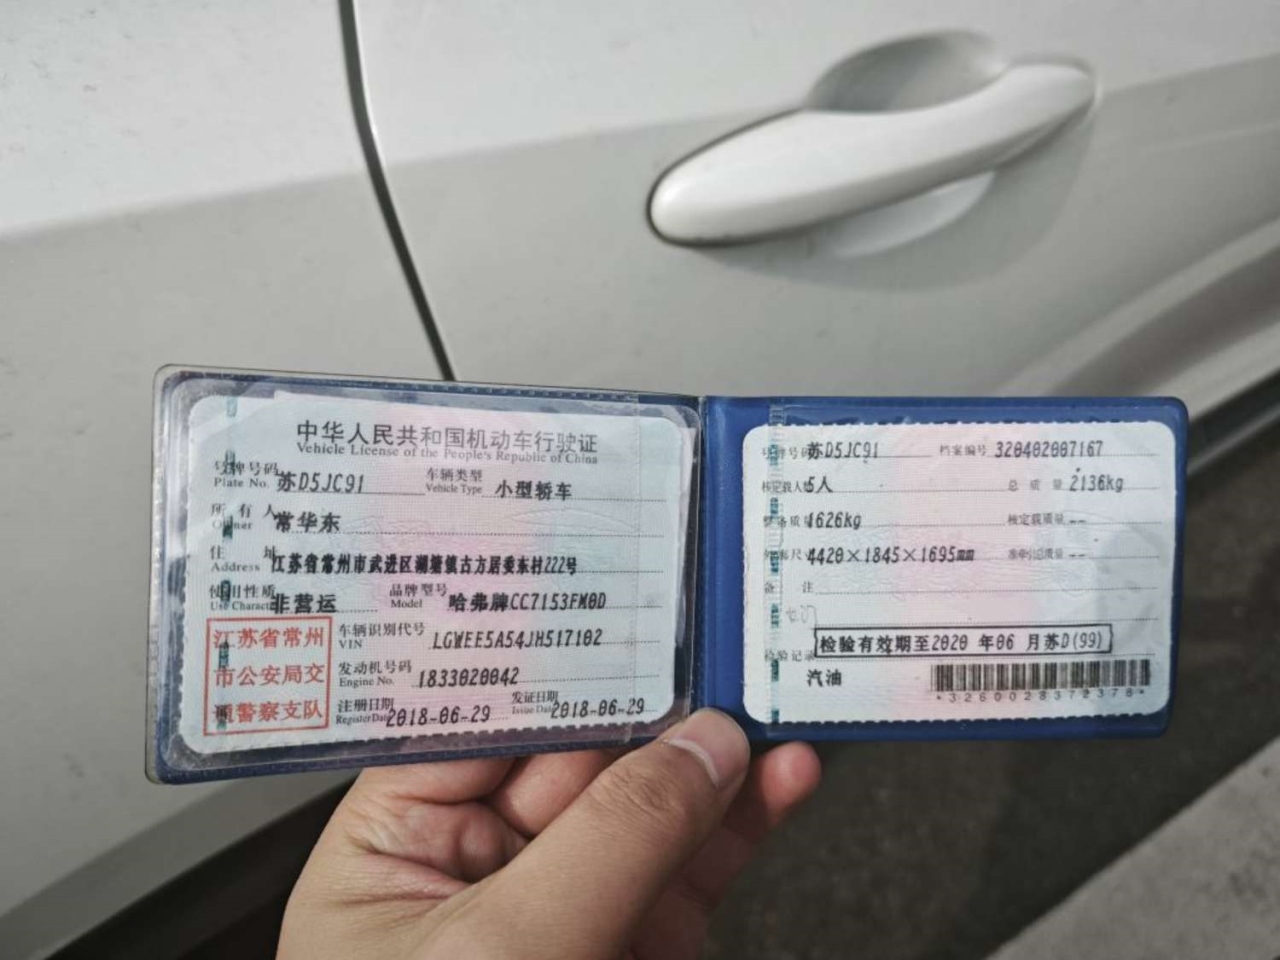 中华人民共和国机动车行驶证
Vehicle License of the People's Republic of China
号牌号码 苏D5JC91 车辆类型 小型轿车
Plate No. Vehicle Type
所有人 常华东
Owner
住址 江苏省常州市武进区湖塘镇古方居委东村222号
Address
使用性质 非营运 品牌型号 哈弗牌CC7153FM0D
Use Character Model
江苏省常州
市公安局交
通警察支队
车辆识别代号 LGWEE5A54JH517102
VIN
发动机号码 1833020042
Engine No.
注册日期 2018-06-29 发证日期 2018-06-29
Register Date Issue Date
号牌号码 苏D5JC91 档案编号 320402007167
核定载人数 5人 总质量 2136kg
整备质量 1626kg 核定载质量 --
外廓尺寸 4420×1845×1695mm 准牵引总质量 --
备注
检验记录 检验有效期至2020年06月苏D(99)
汽油
*3260028372378*